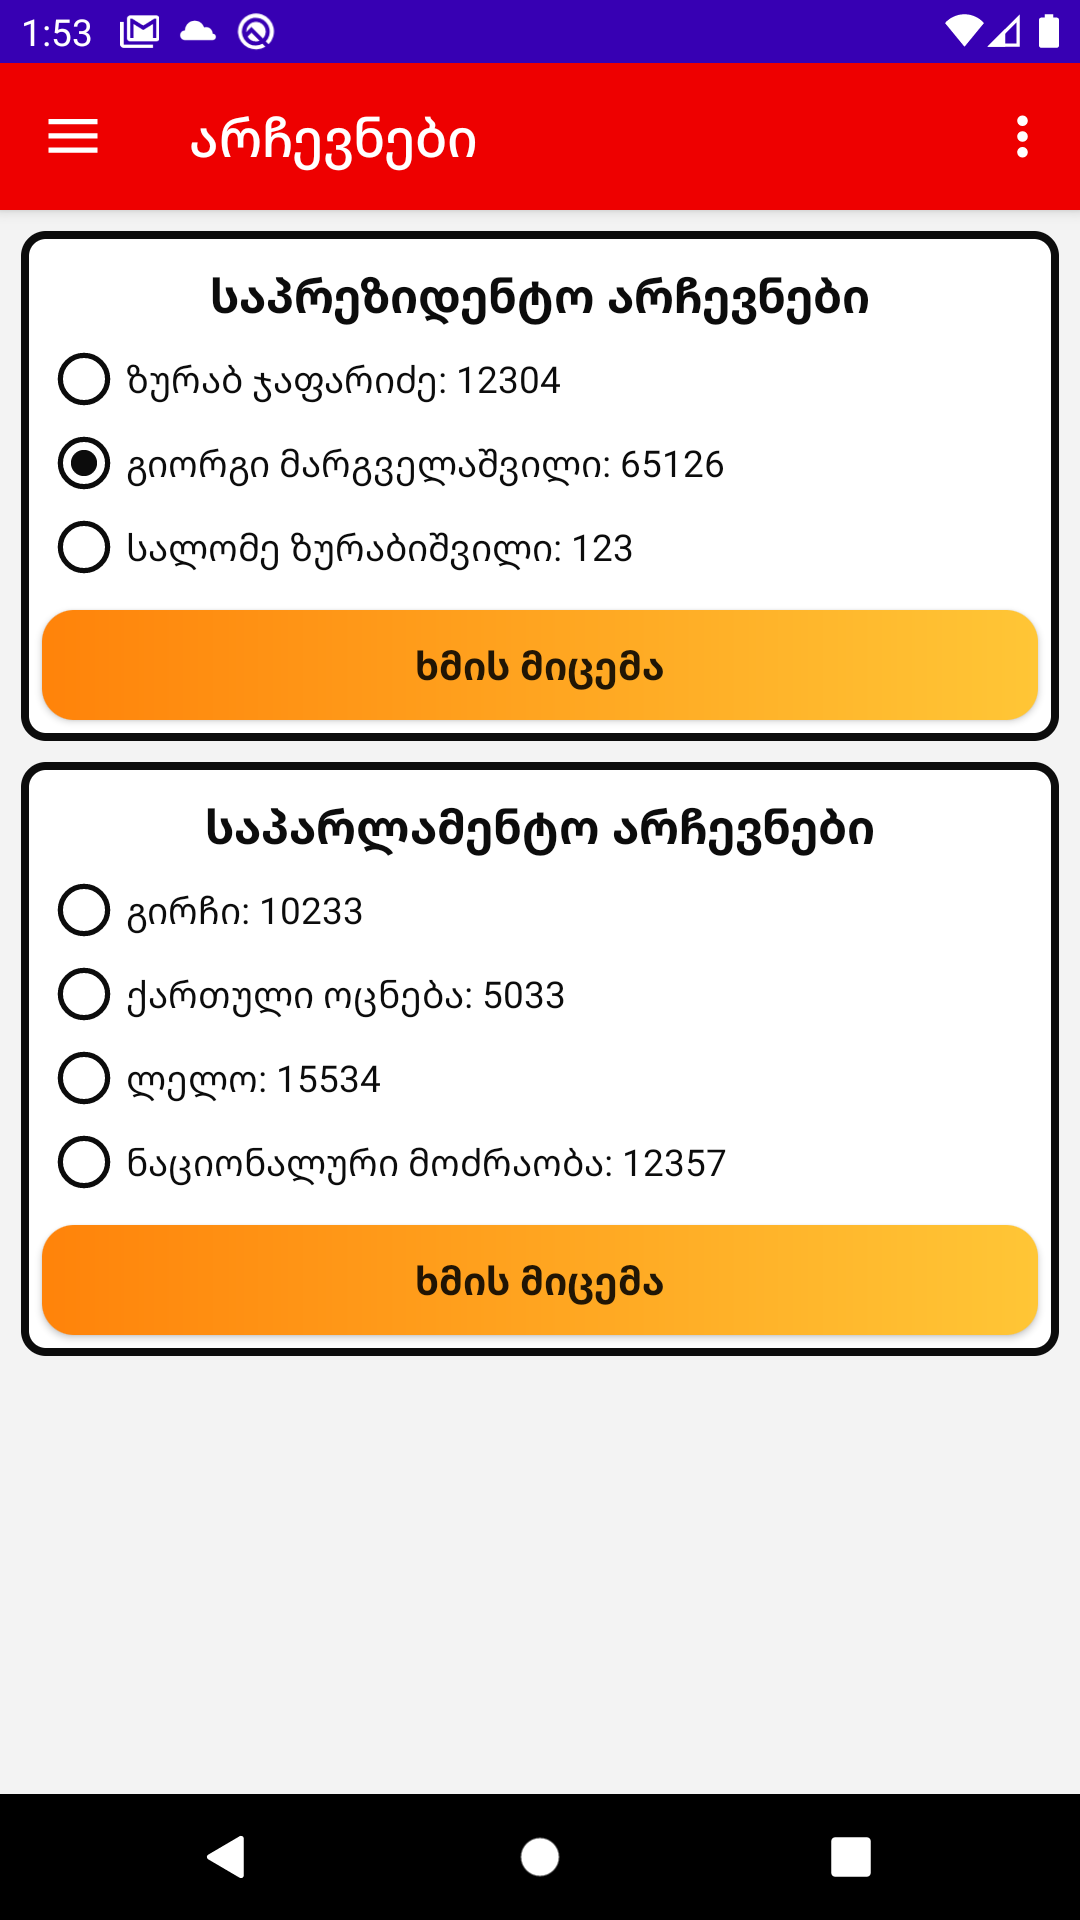 1:53
არჩევნები
საპრეზიდენტო არჩევნები
ზურაბ ჯაფარიძე: 12304
გიორგი მარგველაშვილი: 65126
სალომე ზურაბიშვილი: 123
ხმის მიცემა
საპარლამენტო არჩევნები
გირჩი: 10233
ქართული ოცნება: 5033
ლელო: 15534
ნაციონალური მოძრაობა: 12357
ხმის მიცემა